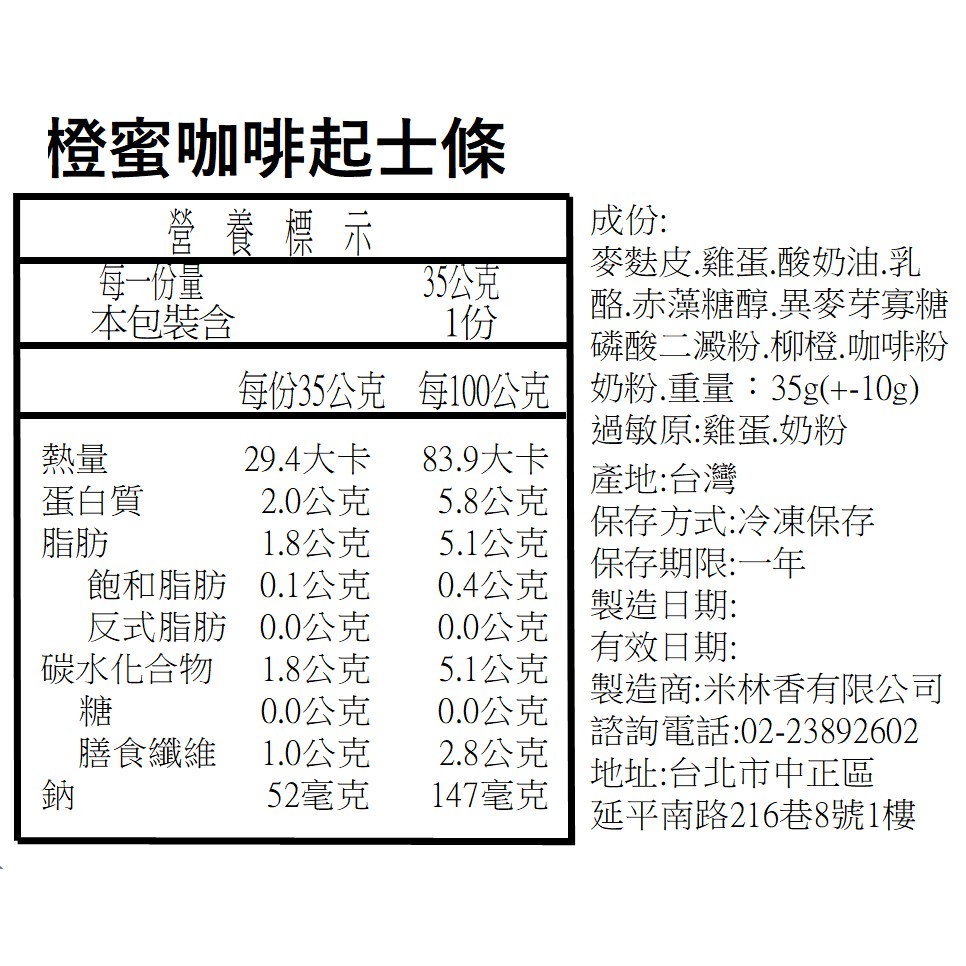 橙蜜咖啡起士條
營養標示
每一份量 35公克
本包裝含 1份
每份35公克 每100公克
熱量 29.4大卡 83.9大卡
蛋白質 2.0公克 5.8公克
脂肪 1.8公克 5.1公克
飽和脂肪 0.1公克 0.4公克
反式脂肪 0.0公克 0.0公克
碳水化合物 1.8公克 5.1公克
糖 0.0公克 0.0公克
膳食纖維 1.0公克 2.8公克
鈉 52毫克 147毫克
成份:
麥麩皮.雞蛋.酸奶油.乳
酪.赤藻糖醇.異麥芽寡糖
磷酸二澱粉.柳橙.咖啡粉
奶粉.重量：35g(+-10g)
過敏原:雞蛋.奶粉
產地:台灣
保存方式:冷凍保存
保存期限:一年
製造日期:
有效日期:
製造商:米林香有限公司
諮詢電話:02-23892602
地址:台北市中正區
延平南路216巷8號1樓